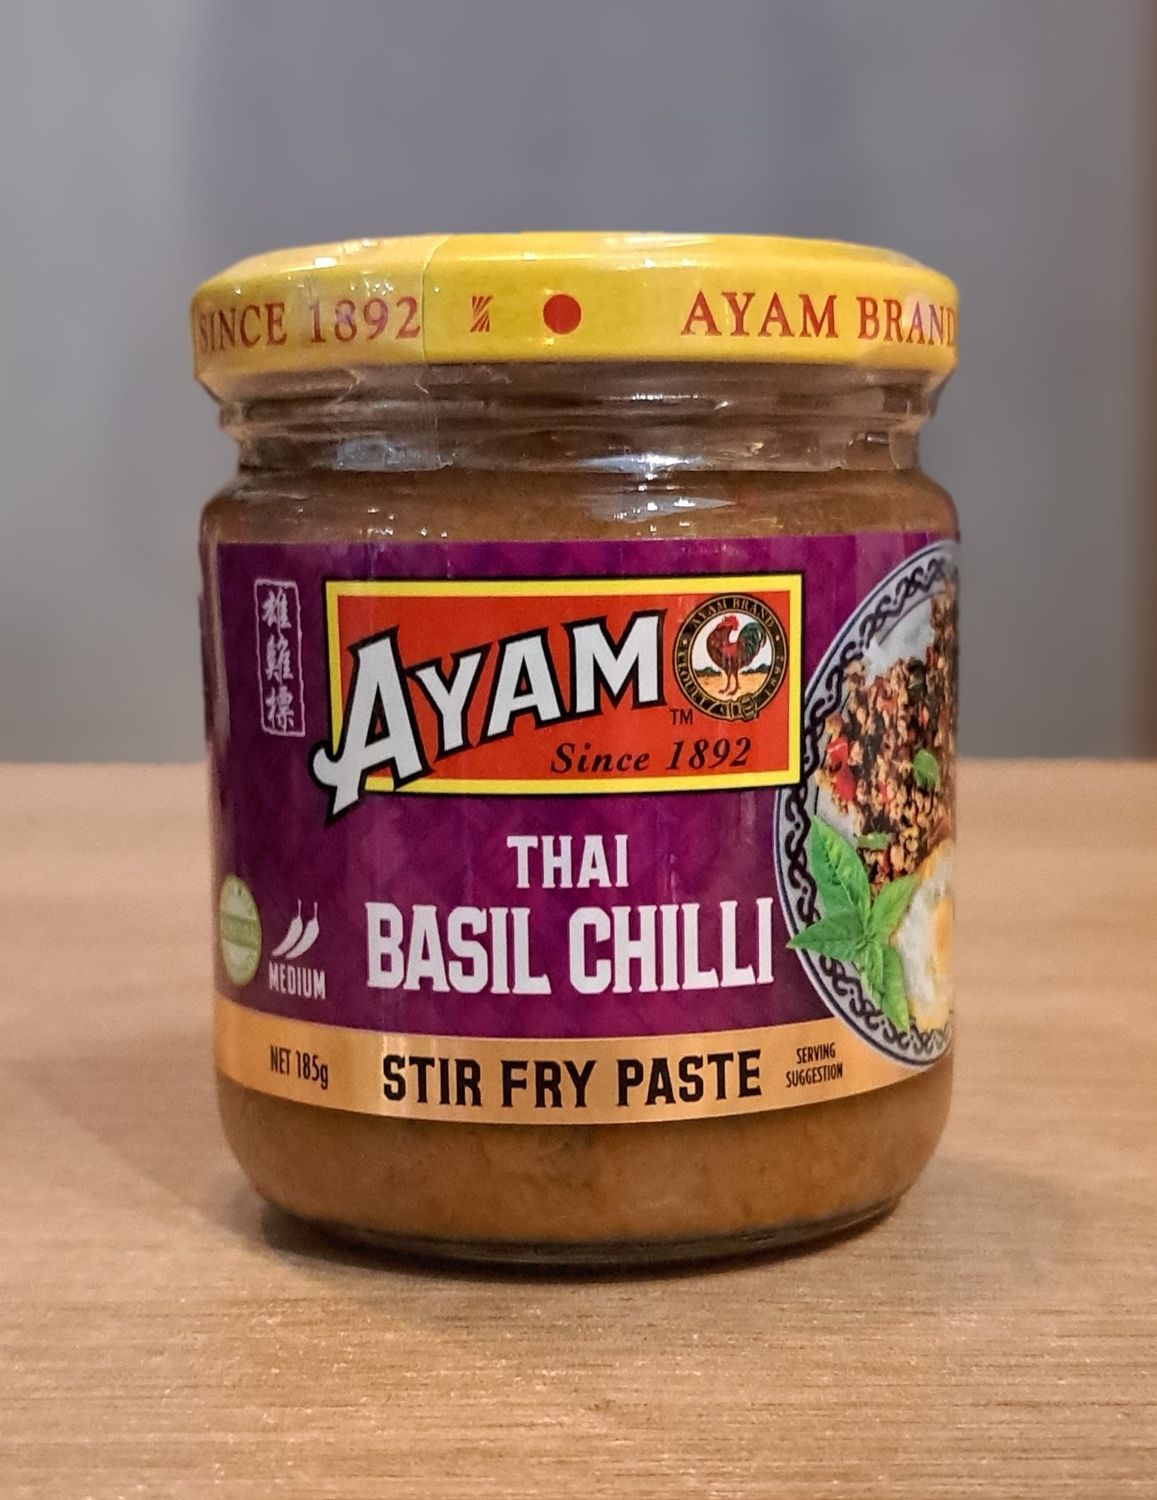 SINCE 1892
AYAM BRAND
雄雞標
AYAM BRAND
AYAM
TM
Since 1892
THAI
BASIL CHILLI
MEDIUM
NET 185g
STIR FRY PASTE
SERVING
SUGGESTION